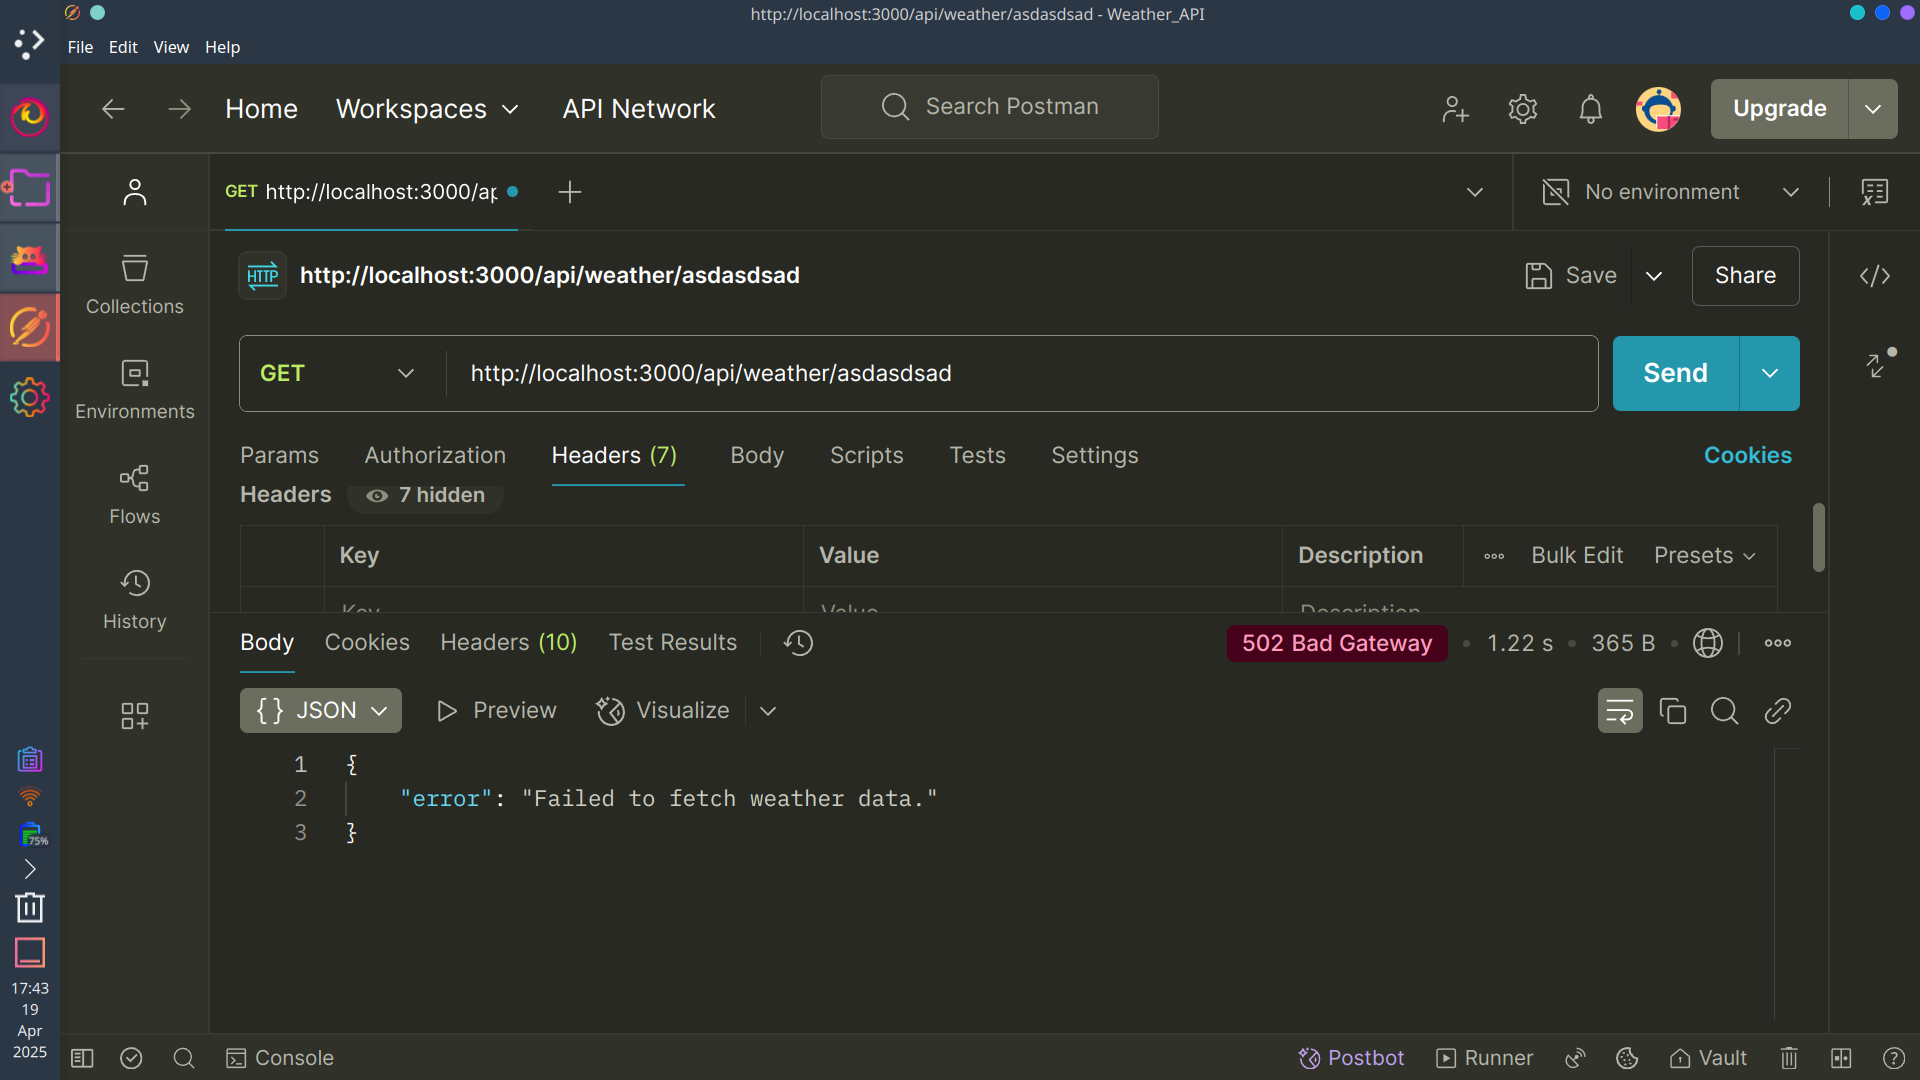 http://localhost:3000/api/weather/asdasdsad - Weather_API
File Edit View Help
Home Workspaces API Network Search Postman Upgrade
GET http://localhost:3000/ap No environment
HTTP http://localhost:3000/api/weather/asdasdsad Save Share
Collections
GET http://localhost:3000/api/weather/asdasdsad Send
Environments
Params Authorization Headers (7) Body Scripts Tests Settings Cookies
Headers 7 hidden
Flows
Key Value Description Bulk Edit Presets
Key Value Description
History
Body Cookies Headers (10) Test Results 502 Bad Gateway 1.22 s 365 B
{} JSON Preview Visualize
1 {
2 "error": "Failed to fetch weather data."
3 }
75%
17:43
19
Apr
2025
Console Postbot Runner Vault